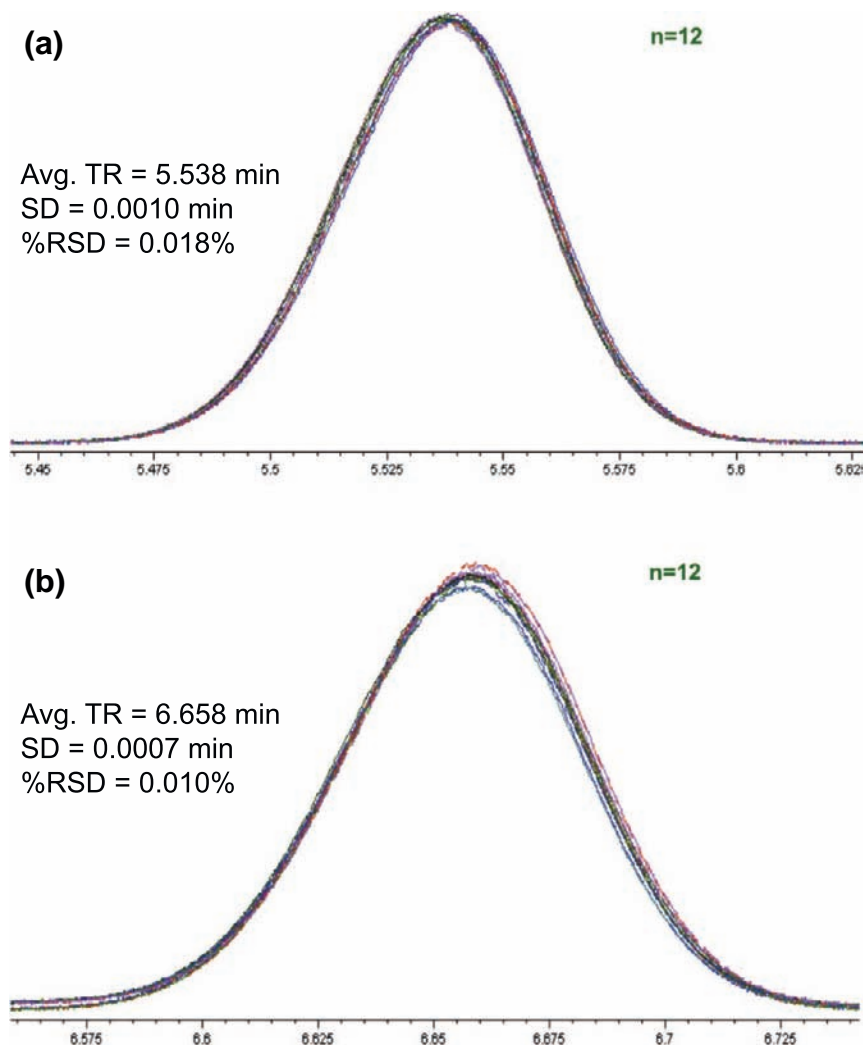 (a)
n=12
Avg. TR = 5.538 min
SD = 0.0010 min
%RSD = 0.018%
5.45 5.475 5.5 5.525 5.55 5.575 5.6 5.625
(b)
n=12
Avg. TR = 6.658 min
SD = 0.0007 min
%RSD = 0.010%
6.575 6.6 6.625 6.65 6.675 6.7 6.725